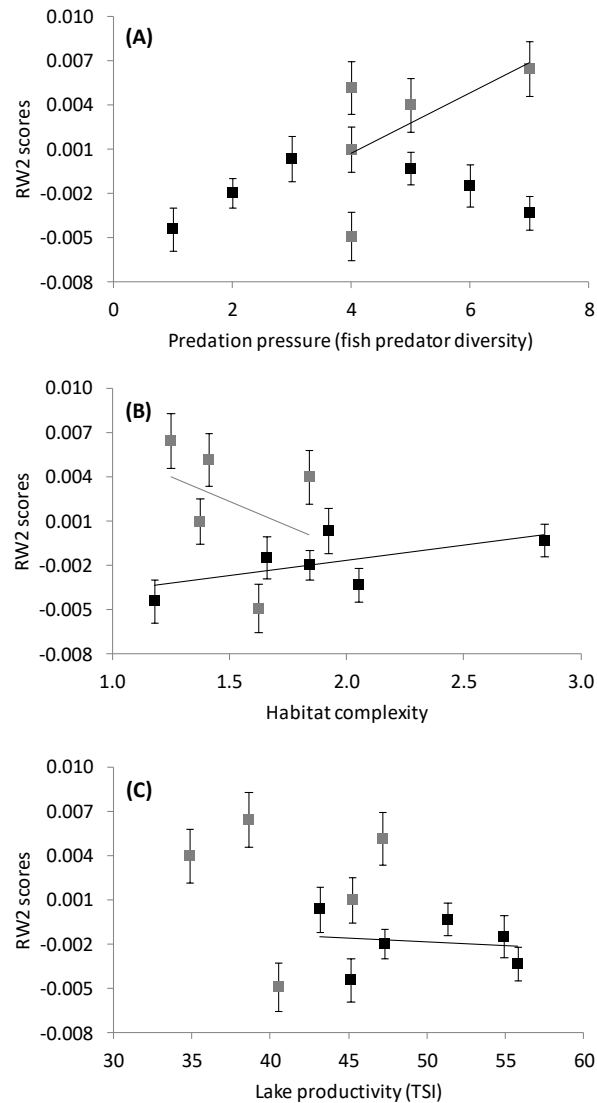 0.010
(A)
0.007
0.004
0.001
-0.002
-0.005
-0.008
RW2 scores
0 2 4 6 8
Predation pressure (fish predator diversity)
0.010
(B)
0.007
0.004
0.001
-0.002
-0.005
-0.008
RW2 scores
1.0 1.5 2.0 2.5 3.0
Habitat complexity
0.010
(C)
0.007
0.004
0.001
-0.002
-0.005
-0.008
RW2 scores
30 35 40 45 50 55 60
Lake productivity (TSI)